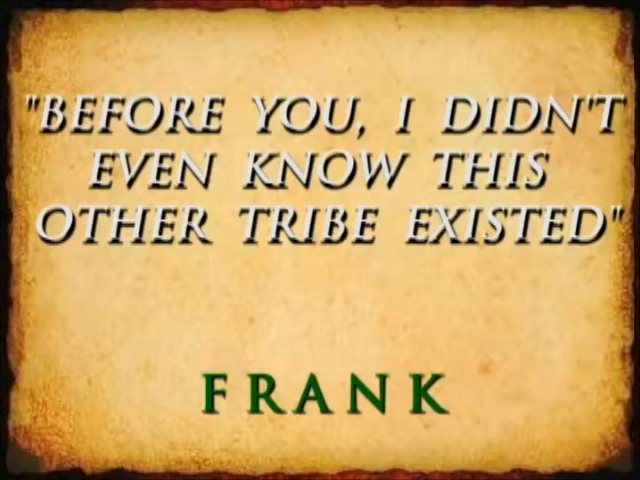 "BEFORE YOU, I DIDN'T
EVEN KNOW THIS
OTHER TRIBE EXISTED"
FRANK